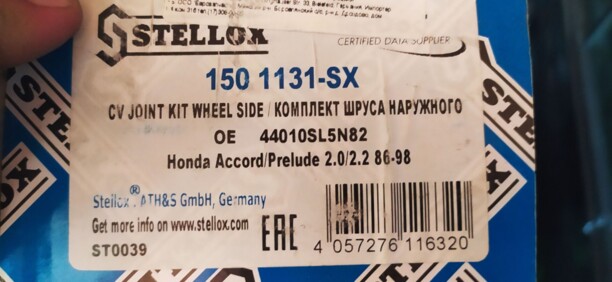 STELLOX
CERTIFIED DATA SUPPLIER
150 1131-SX
CV JOINT KIT WHEEL SIDE / КОМПЛЕКТ ШРУСА НАРУЖНОГО
OE 44010SL5N82
Honda Accord/Prelude 2.0/2.2 86-98
Stellox® ATH&S GmbH, Germany
Get more info on www.stellox.com
EAC
ST0039
4 057276 116320
STELLOX